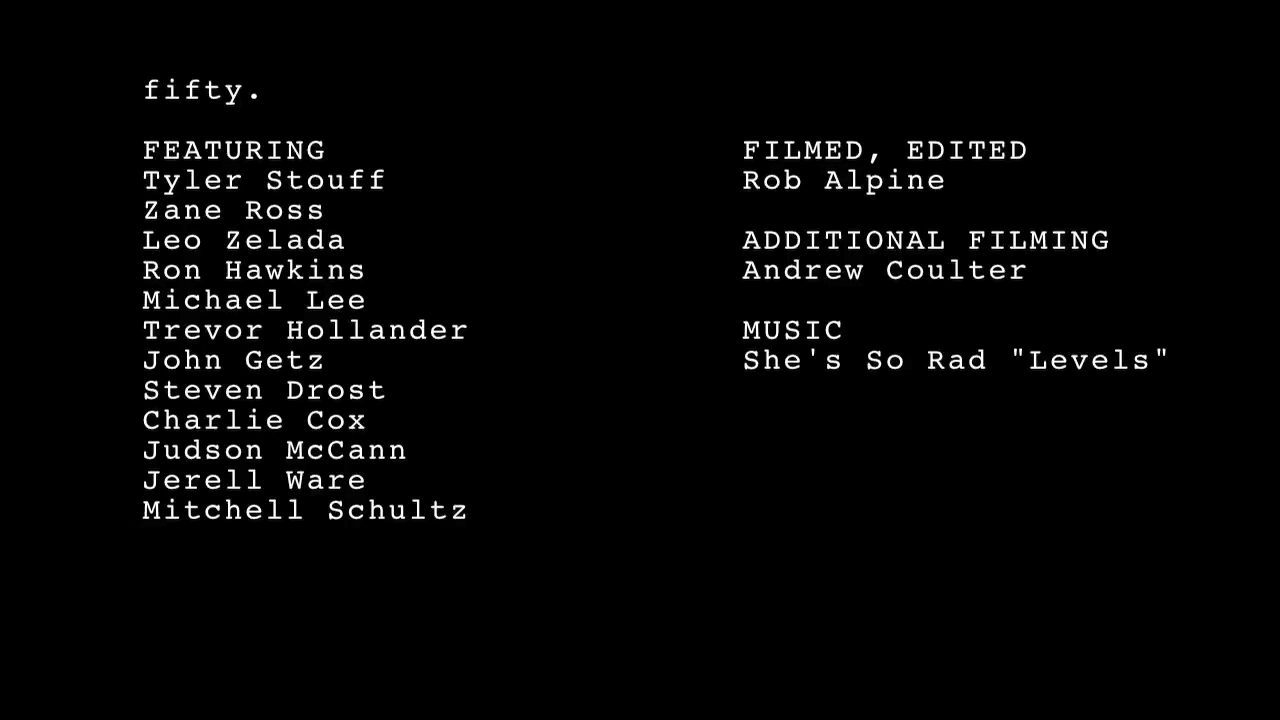 fifty.
FEATURING
Tyler Stouff
Zane Ross
Leo Zelada
Ron Hawkins
Michael Lee
Trevor Hollander
John Getz
Steven Drost
Charlie Cox
Judson McCann
Jerell Ware
Mitchell Schultz
FILMED, EDITED
Rob Alpine
ADDITIONAL FILMING
Andrew Coulter
MUSIC
She's So Rad "Levels"